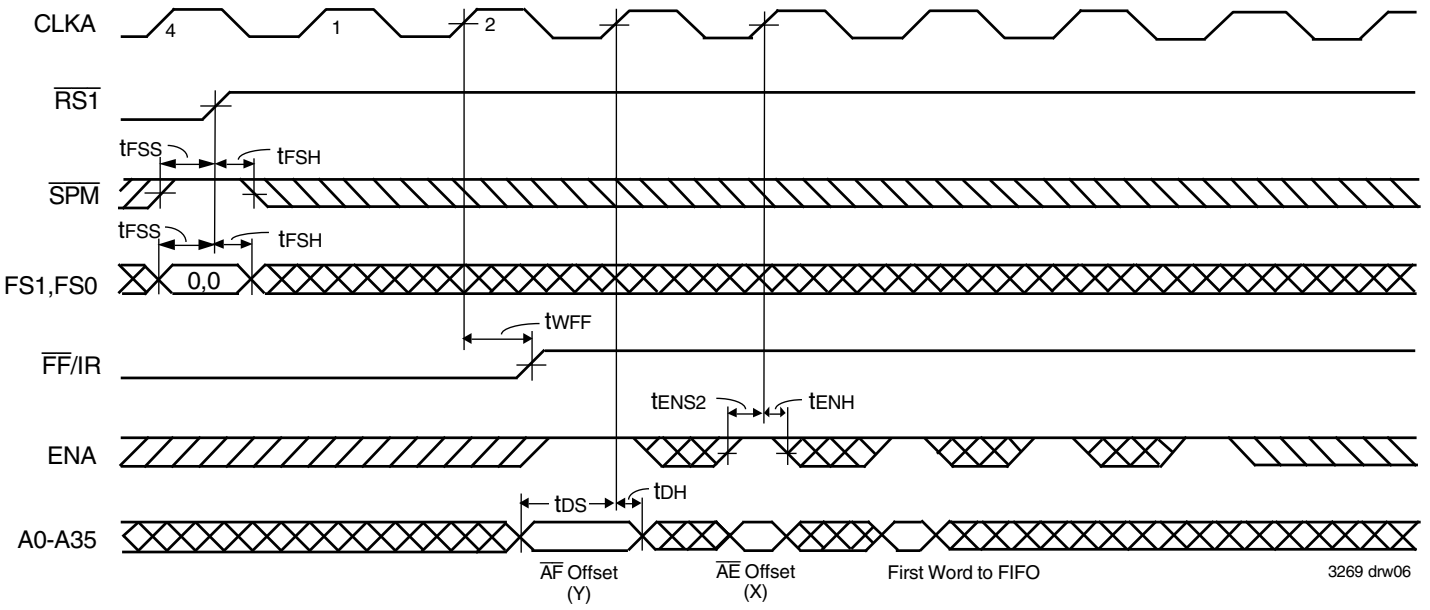 CLKA
4
1
2
RS1
tFSS
tFSH
SPM
tFSS
tFSH
FS1,FS0
0,0
tWFF
FF/IR
tENS2
tENH
ENA
tDS
tDH
A0-A35
AF Offset
(Y)
AE Offset
(X)
First Word to FIFO
3269 drw06